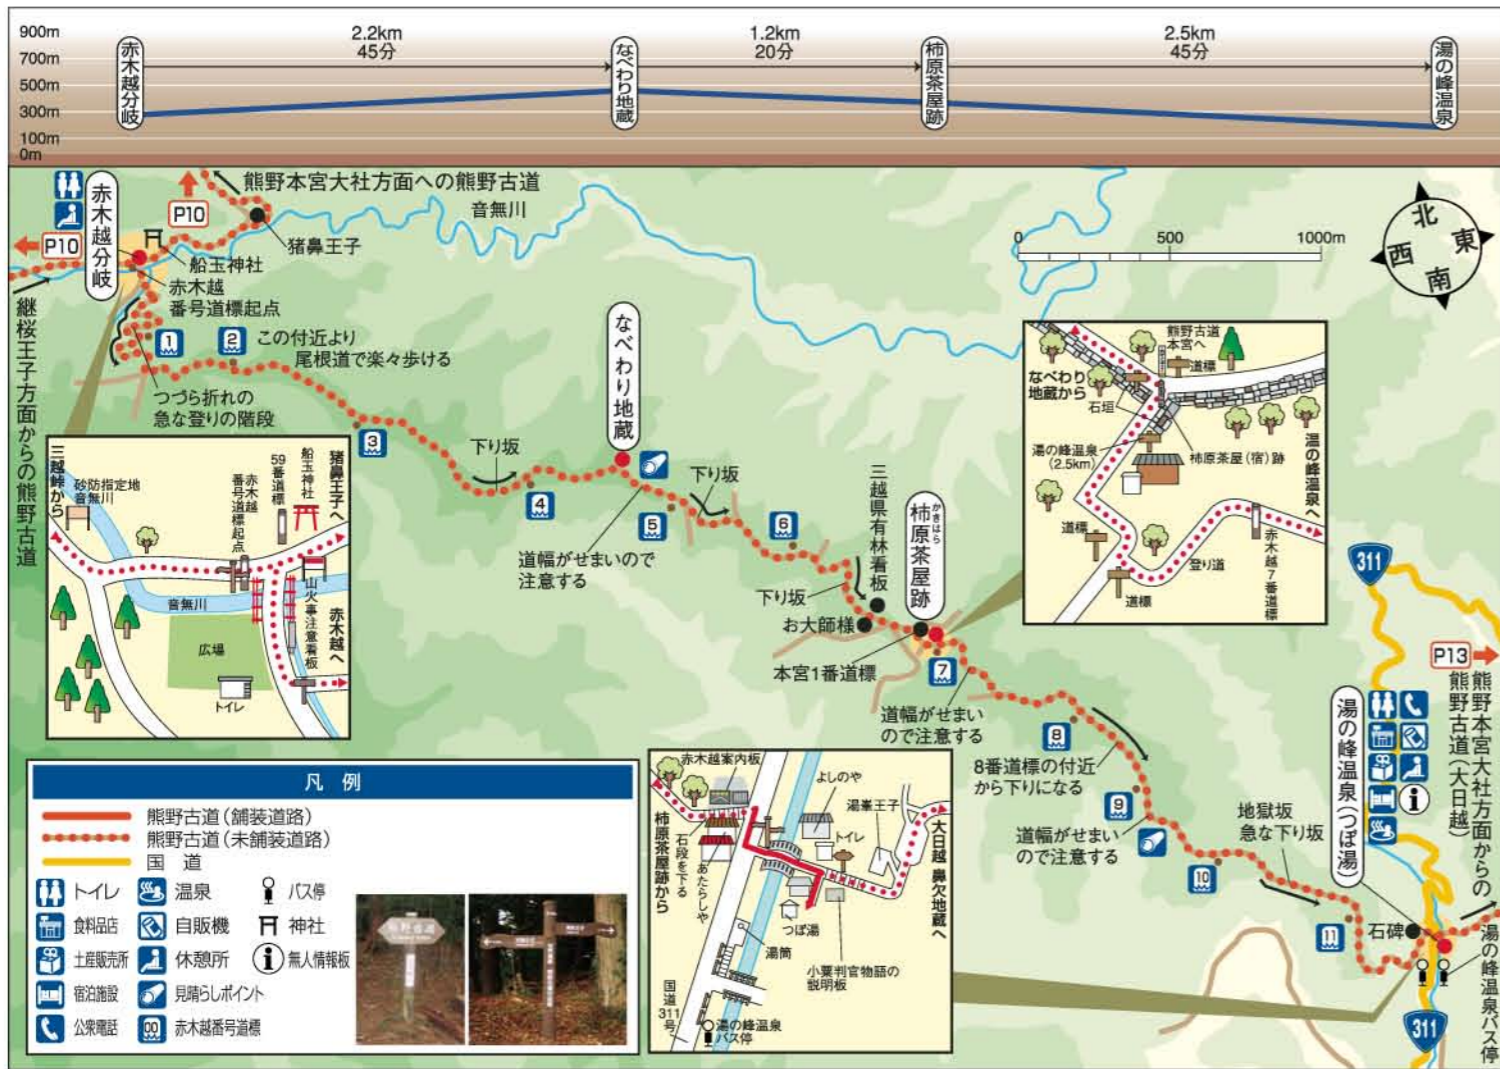 900m
700m
500m
300m
100m
0m
赤木越分岐
2.2km
45分
なべわり地蔵
1.2km
20分
柿原茶屋跡
2.5km
45分
湯の峰温泉
赤木越分岐
P10
P10
熊野本宮大社方面への熊野古道
音無川
猪鼻王子
船玉神社
赤木越
番号道標起点
継桜王子方面からの熊野古道
1
2
この付近より
尾根道で楽々歩ける
つづら折れの
急な登りの階段
3
下り坂
4
なべわり地蔵
道幅がせまいので
注意する
5
下り坂
6
下り坂
三越県有林看板
お大師様
かきはら
柿原茶屋跡
本宮1番道標
7
道幅がせまい
ので注意する
8
8番道標の付近
から下りになる
9
道幅がせまい
ので注意する
10
地獄坂
急な下り坂
11
石碑
湯の峰温泉(つぼ湯)
311
P13
熊野本宮大社方面からの
熊野古道(大日越)
湯の峰温泉バス停
311
0
500
1000m
北
東
西
南
三越峠から
砂防指定地
音無川
赤木越
番号道標起点
59番道標
船玉神社
猪鼻王子へ
音無川
山火事注意看板
赤木越へ
広場
トイレ
熊野古道
本宮へ
道標
なべわり
地蔵から
石垣
湯の峰温泉
(2.5km)
柿原茶屋(宿)跡
湯の峰温泉へ
道標
登り道
道標
赤木越7番道標
赤木越案内板
よしのや
湯峯王子
トイレ
柿原茶屋跡から
石段を下る
あたらしや
大日越 鼻欠地蔵へ
つぼ湯
湯筒
小栗判官物語の
説明板
国道
311
号
湯の峰温泉
バス停
凡 例
熊野古道(舗装道路)
熊野古道(未舗装道路)
国 道
トイレ
温泉
バス停
食料品店
自販機
神社
土産販売所
休憩所
無人情報板
宿泊施設
見晴らしポイント
公衆電話
00
赤木越番号道標